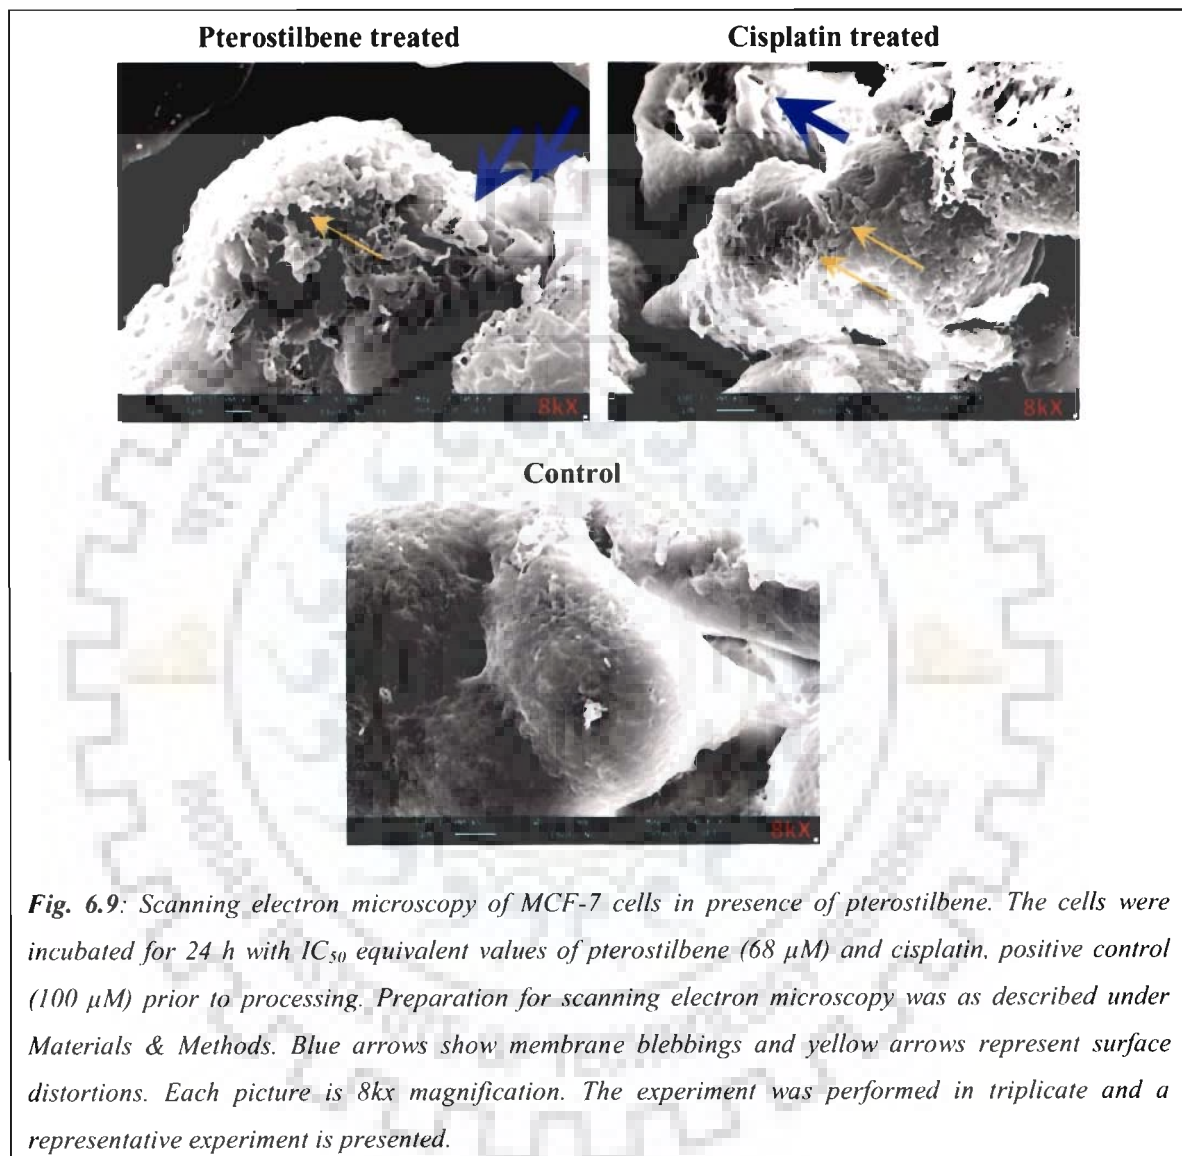 Pterostilbene treated
Cisplatin treated
8kX
8kX
Control
8kX
Fig. 6.9: Scanning electron microscopy of MCF-7 cells in presence of pterostilbene. The cells were
incubated for 24 h with IC50 equivalent values of pterostilbene (68 µM) and cisplatin, positive control
(100 µM) prior to processing. Preparation for scanning electron microscopy was as described under
Materials & Methods. Blue arrows show membrane blebbings and yellow arrows represent surface
distortions. Each picture is 8kx magnification. The experiment was performed in triplicate and a
representative experiment is presented.